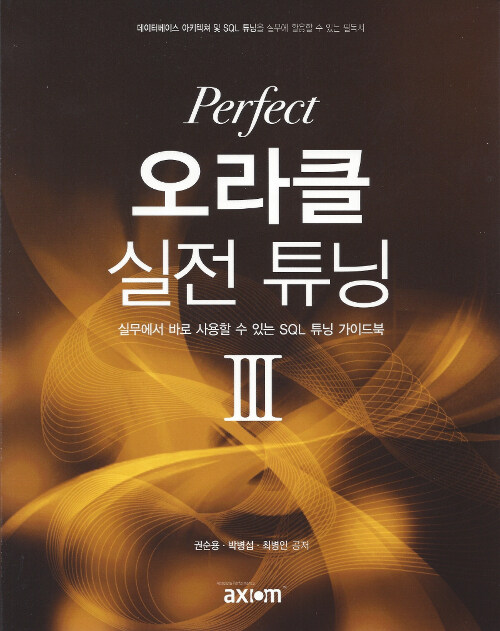 데이터베이스 아키텍쳐 및 SQL 튜닝을 실무에 활용할 수 있는 필독서
Perfect
오라클
실전 튜닝
실무에서 바로 사용할 수 있는 SQL 튜닝 가이드북
III
권순용 · 박병섭 · 최병인 공저
axiom